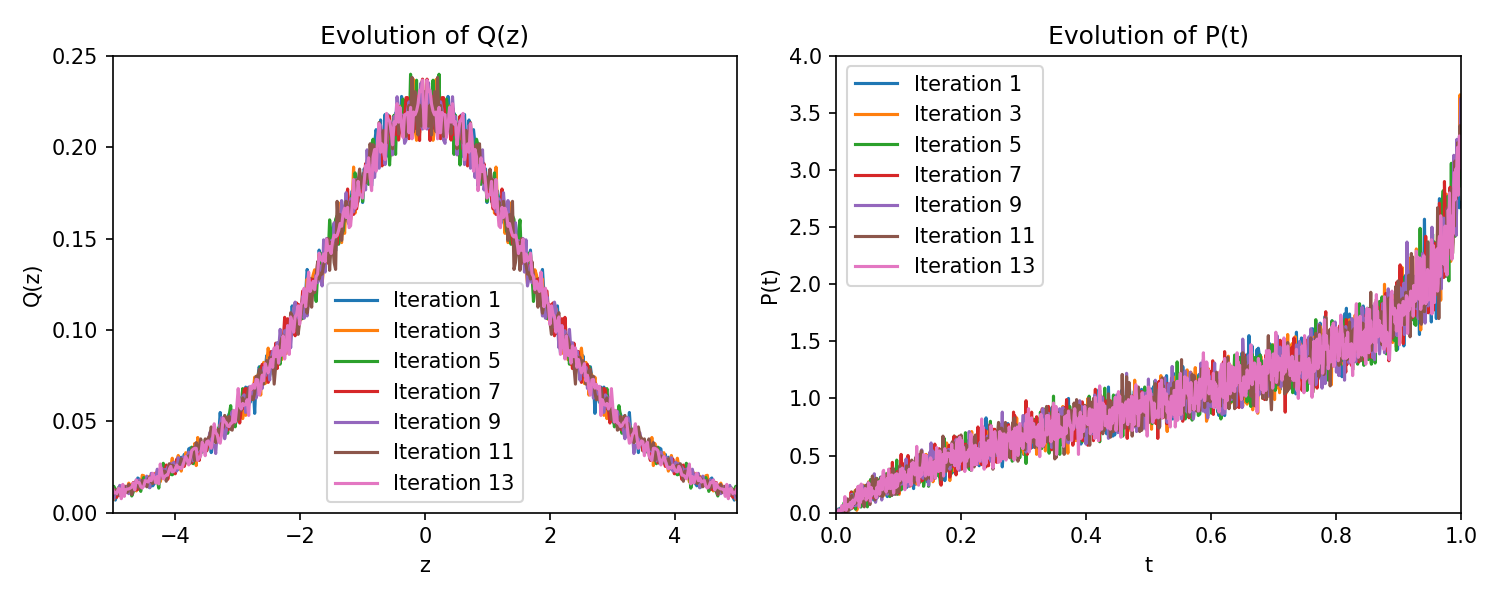 Evolution of Q(z)
Q(z)
0.25
0.20
0.15
0.10
0.05
0.00
Iteration 1
Iteration 3
Iteration 5
Iteration 7
Iteration 9
Iteration 11
Iteration 13
−4
−2
0
2
4
z
Evolution of P(t)
P(t)
4.0
3.5
3.0
2.5
2.0
1.5
1.0
0.5
0.0
Iteration 1
Iteration 3
Iteration 5
Iteration 7
Iteration 9
Iteration 11
Iteration 13
0.0
0.2
0.4
0.6
0.8
1.0
t